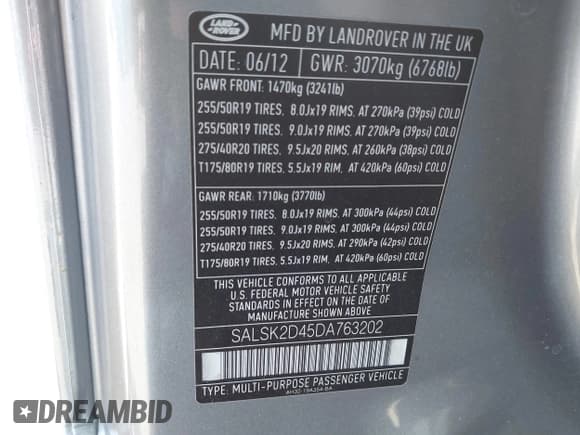 LAND
ROVER
MFD BY LANDROVER IN THE UK
DATE: 06/12 GWR: 3070kg (6768lb)
GAWR FRONT: 1470kg (3241lb)
255/50R19 TIRES, 8.0Jx19 RIMS, AT 270kPa (39psi) COLD
255/50R19 TIRES, 9.0Jx19 RIMS, AT 270kPa (39psi) COLD
275/40R20 TIRES, 9.5Jx20 RIMS, AT 260kPa (38psi) COLD
T175/80R19 TIRES, 5.5Jx19 RIM, AT 420kPa (60psi) COLD
GAWR REAR: 1710kg (3770lb)
255/50R19 TIRES, 8.0Jx19 RIMS, AT 300kPa (44psi) COLD
255/50R19 TIRES, 9.0Jx19 RIMS, AT 300kPa (44psi) COLD
275/40R20 TIRES, 9.5Jx20 RIMS, AT 290kPa (42psi) COLD
T175/80R19 TIRES, 5.5Jx19 RIM, AT 420kPa (60psi) COLD
THIS VEHICLE CONFORMS TO ALL APPLICABLE
U.S. FEDERAL MOTOR VEHICLE SAFETY
STANDARDS IN EFFECT ON THE DATE OF
MANUFACTURE SHOWN ABOVE.
SALSK2D45DA763202
TYPE: MULTI-PURPOSE PASSENGER VEHICLE
DREAMBID